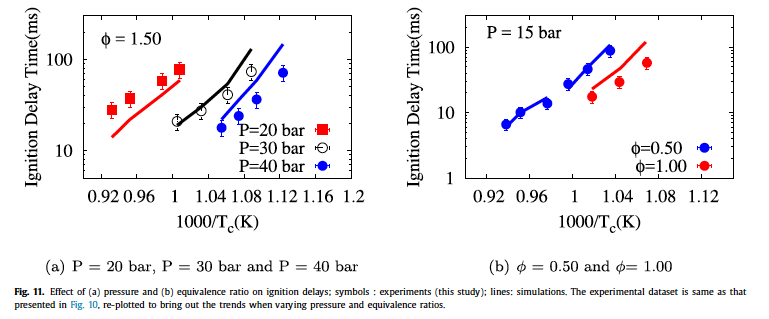 Ignition Delay Time(ms)
100
10
ϕ = 1.50
P=20 bar
P=30 bar
P=40 bar
0.92 0.96 1 1.04 1.08 1.12 1.16 1.2
1000/Tc(K)
(a) P = 20 bar, P = 30 bar and P = 40 bar
Ignition Delay Time(ms)
100
10
1
P = 15 bar
ϕ=0.50
ϕ=1.00
0.92 0.96 1 1.04 1.08 1.12
1000/Tc(K)
(b) ϕ = 0.50 and ϕ= 1.00
Fig. 11. Effect of (a) pressure and (b) equivalence ratio on ignition delays; symbols : experiments (this study); lines: simulations. The experimental dataset is same as that
presented in Fig. 10, re-plotted to bring out the trends when varying pressure and equivalence ratios.